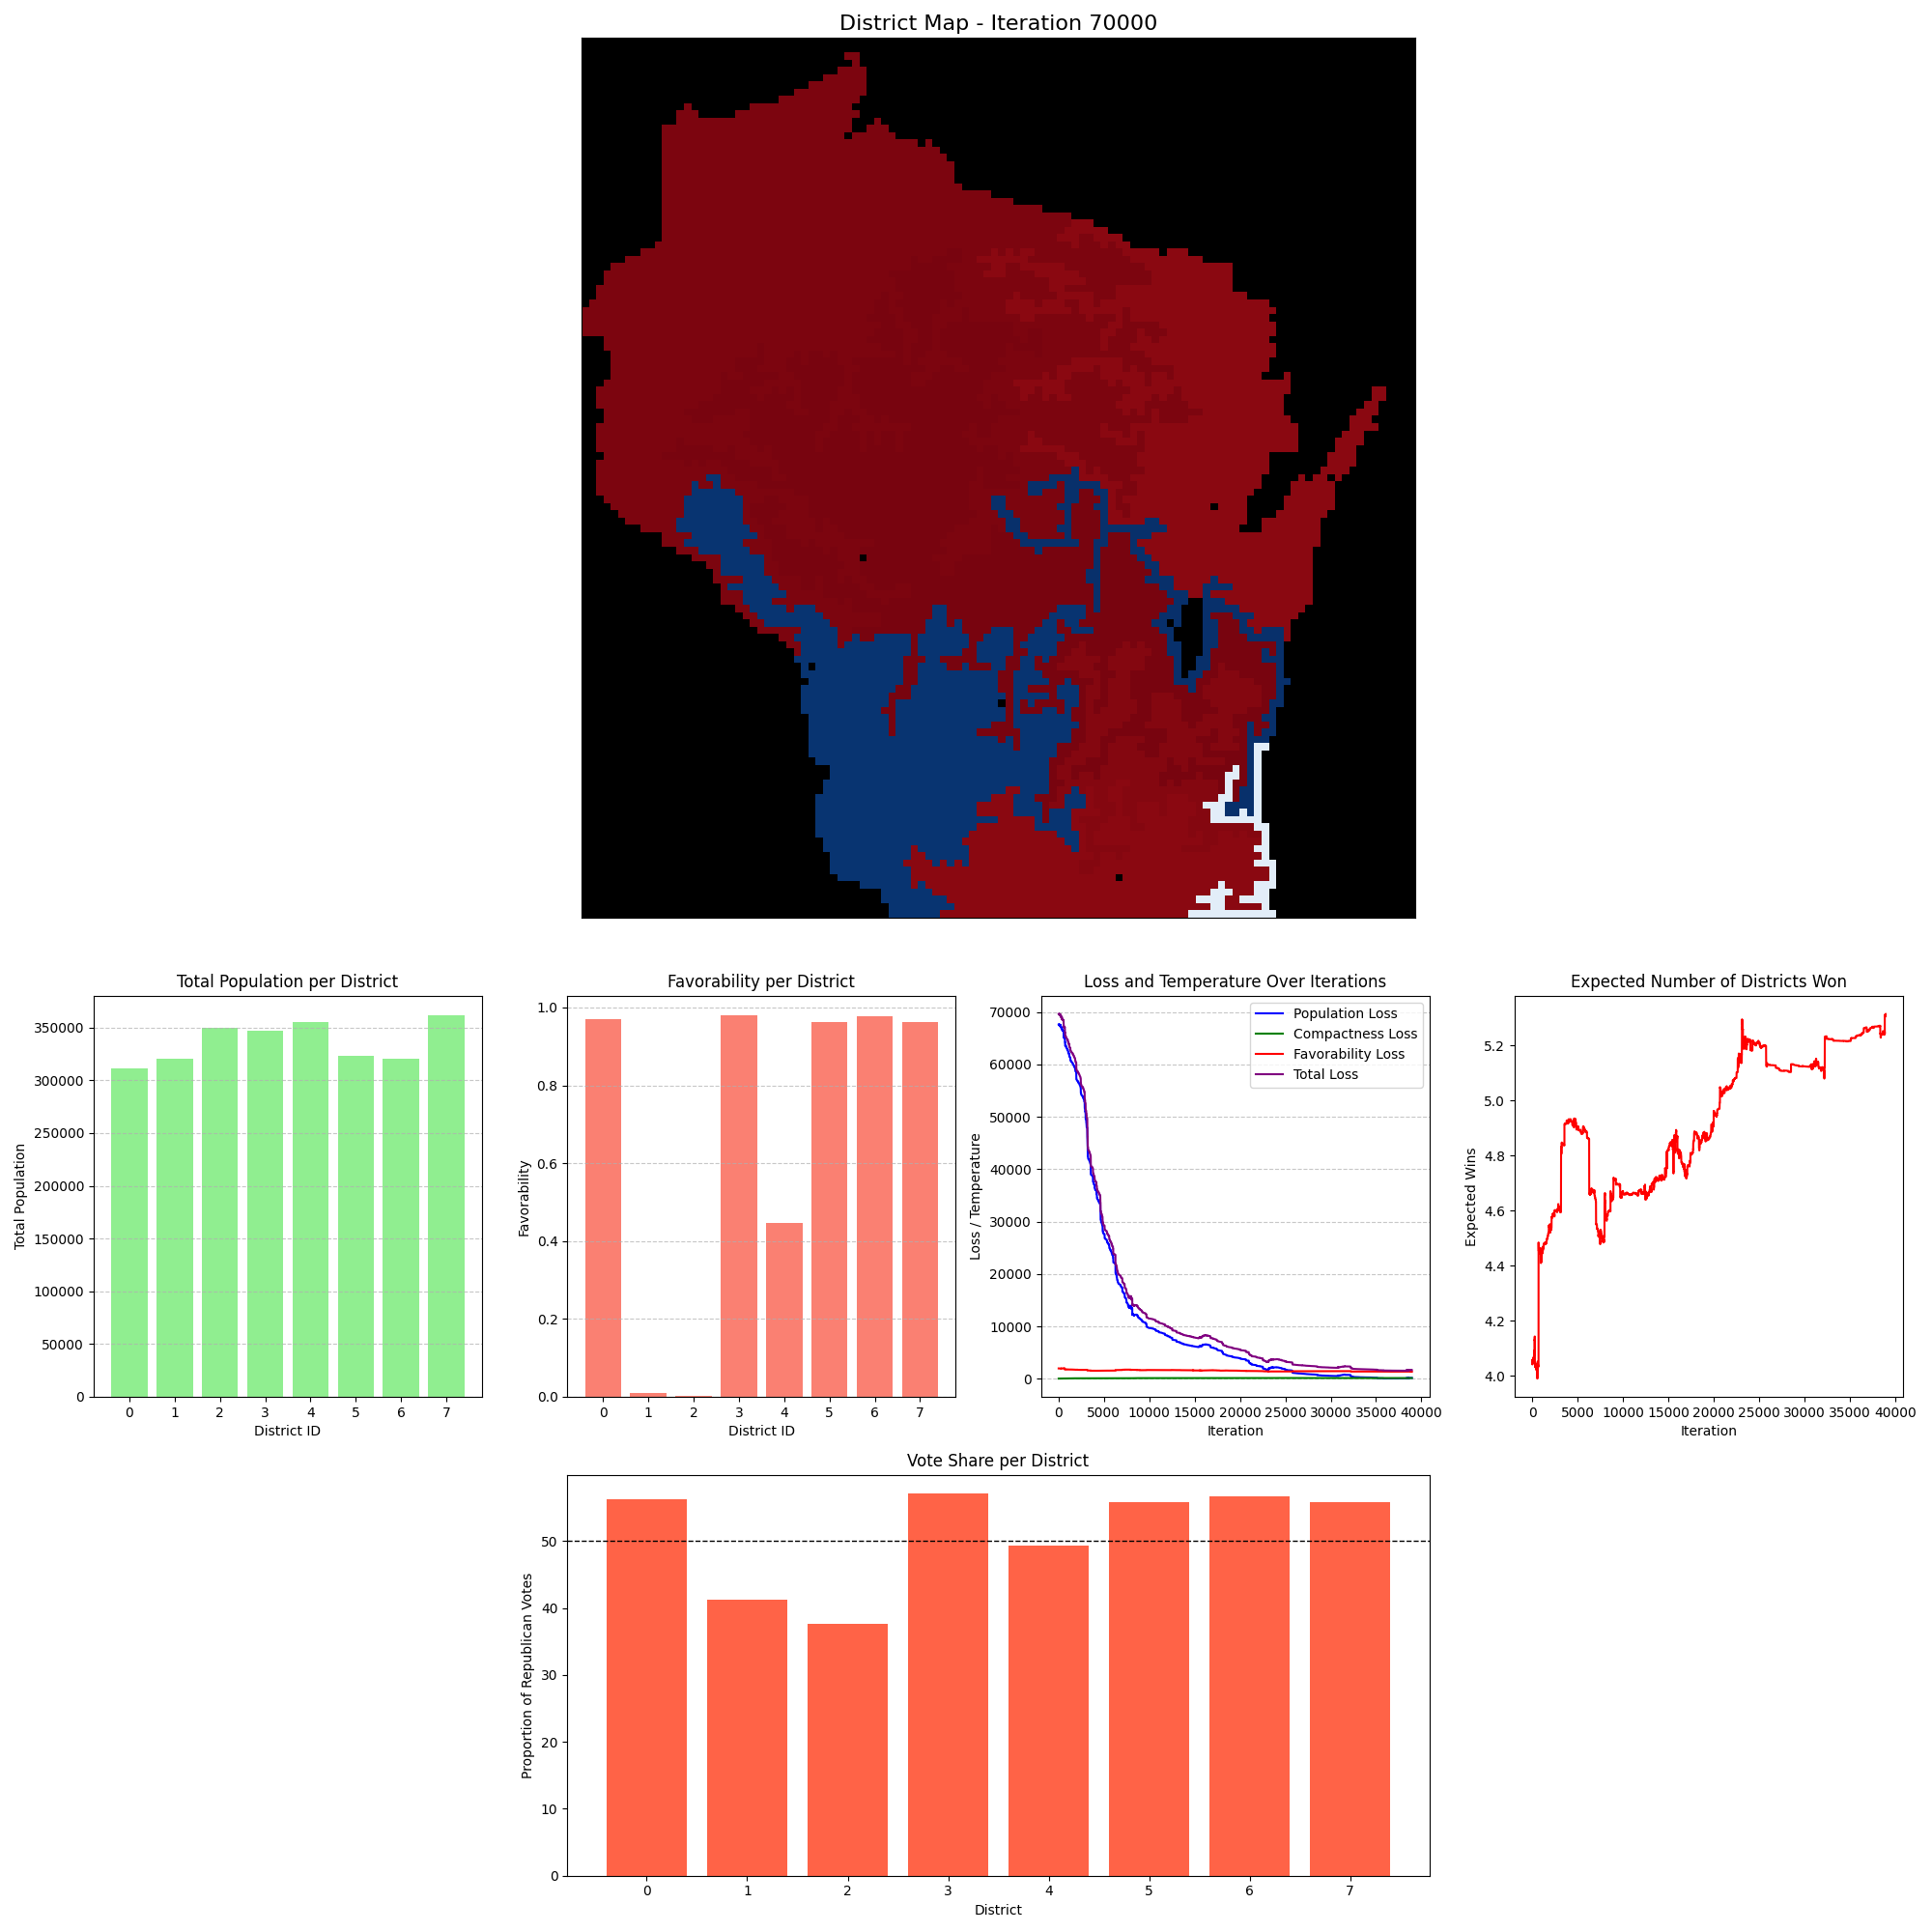 District Map - Iteration 70000
Total Population per District
Total Population
350000
300000
250000
200000
150000
100000
50000
0
0 1 2 3 4 5 6 7
District ID
Favorability per District
Favorability
1.0
0.8
0.6
0.4
0.2
0.0
0 1 2 3 4 5 6 7
District ID
Loss and Temperature Over Iterations
Loss / Temperature
70000
60000
50000
40000
30000
20000
10000
0
Population Loss
Compactness Loss
Favorability Loss
Total Loss
0 5000 10000 15000 20000 25000 30000 35000 40000
Iteration
Expected Number of Districts Won
Expected Wins
5.2
5.0
4.8
4.6
4.4
4.2
4.0
0 5000 10000 15000 20000 25000 30000 35000 40000
Iteration
Vote Share per District
Proportion of Republican Votes
50
40
30
20
10
0
0 1 2 3 4 5 6 7
District